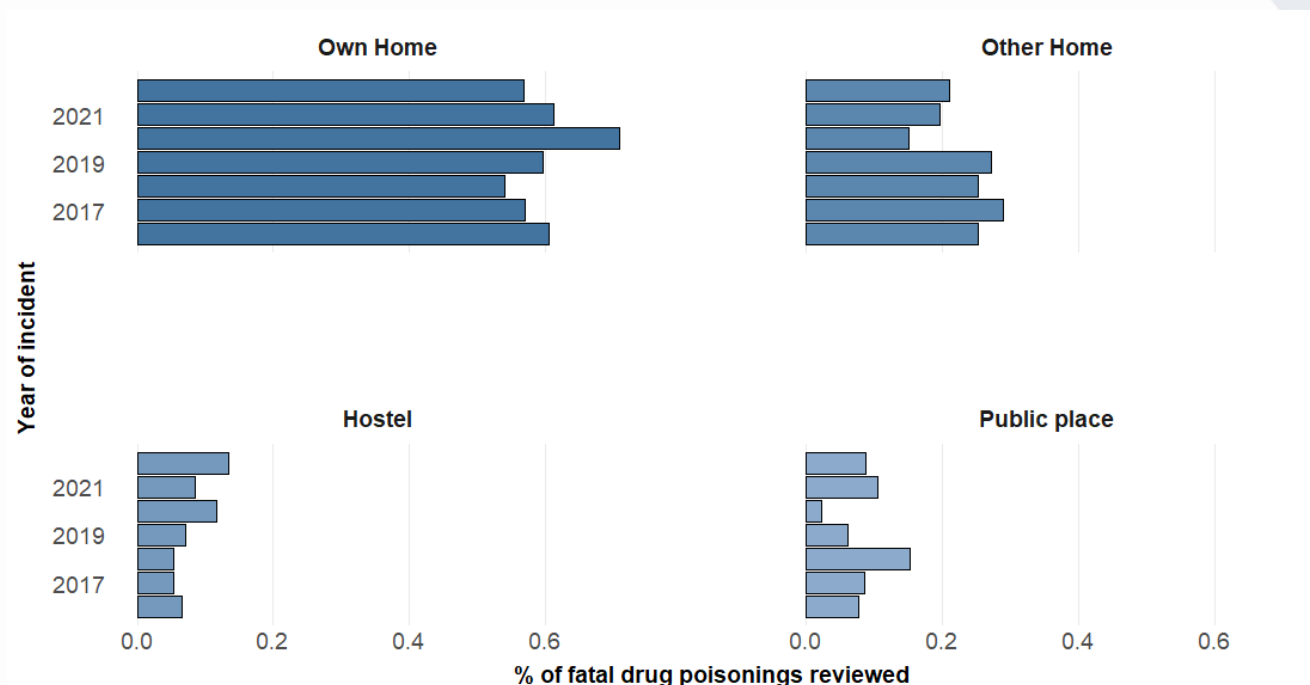 Own Home
Other Home
2021
2019
2017
Year of incident
Hostel
Public place
2021
2019
2017
0.0 0.2 0.4 0.6
0.0 0.2 0.4 0.6
% of fatal drug poisonings reviewed